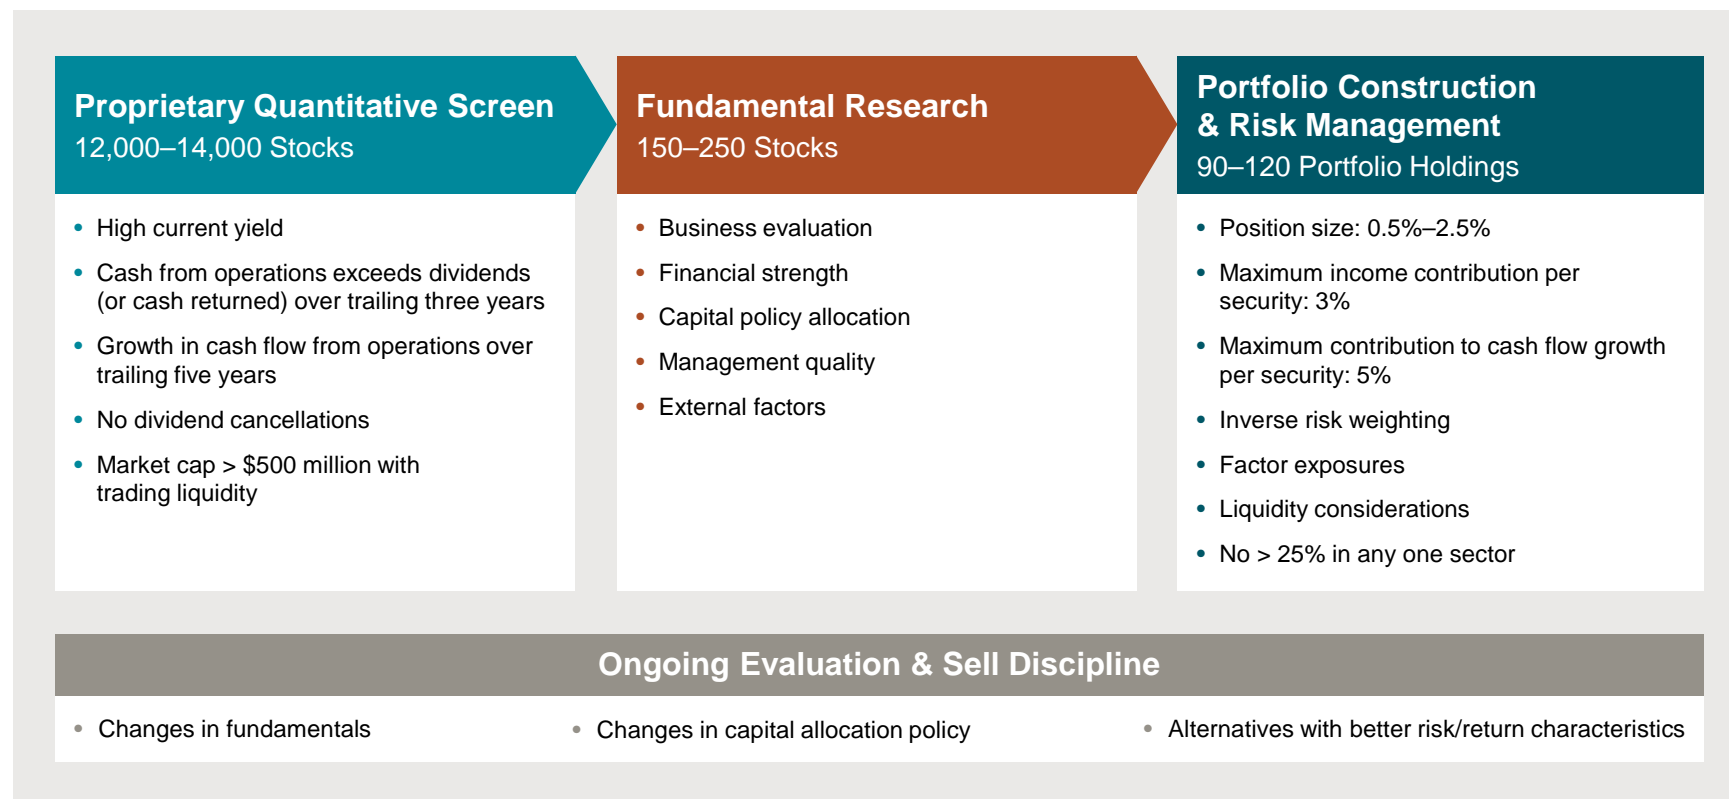 Proprietary Quantitative Screen
12,000–14,000 Stocks
• High current yield
• Cash from operations exceeds dividends
(or cash returned) over trailing three years
• Growth in cash flow from operations over
trailing five years
• No dividend cancellations
• Market cap > $500 million with
trading liquidity
Fundamental Research
150–250 Stocks
• Business evaluation
• Financial strength
• Capital policy allocation
• Management quality
• External factors
Portfolio Construction
& Risk Management
90–120 Portfolio Holdings
• Position size: 0.5%–2.5%
• Maximum income contribution per
security: 3%
• Maximum contribution to cash flow growth
per security: 5%
• Inverse risk weighting
• Factor exposures
• Liquidity considerations
• No > 25% in any one sector
Ongoing Evaluation & Sell Discipline
• Changes in fundamentals
• Changes in capital allocation policy
• Alternatives with better risk/return characteristics